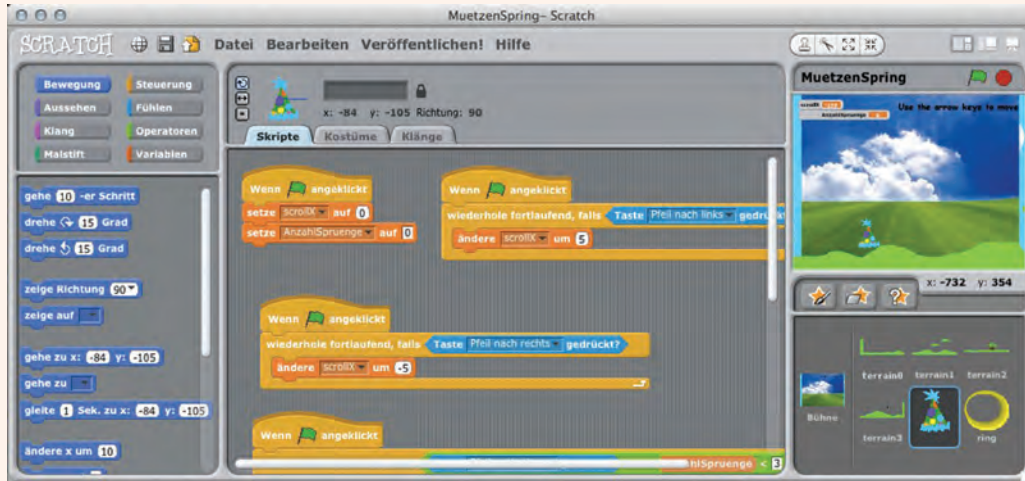 MuetzenSpring– Scratch
SCRATCH
Datei Bearbeiten Veröffentlichen! Hilfe
Bewegung Steuerung
Aussehen Fühlen
Klang Operatoren
Malstift Variablen
x: -84 y: -105 Richtung: 90
Skripte Kostüme Klänge
gehe 10 -er Schritt
drehe 15 Grad
drehe 15 Grad
zeige Richtung 90
zeige auf
gehe zu x: -84 y: -105
gehe zu
gleite 1 Sek. zu x: -84 y: -105
ändere x um 10
Wenn angeklickt
setze scrollX auf 0
setze AnzahlSpruenge auf 0
Wenn angeklickt
wiederhole fortlaufend, falls Taste Pfeil nach links gedrück
ändere scrollX um 5
Wenn angeklickt
wiederhole fortlaufend, falls Taste Pfeil nach rechts gedrückt?
ändere scrollX um -5
Wenn angeklickt
hlSpruenge < 3
MuetzenSpring
scrollX
AnzahlSpruenge
Use the arrow keys to move
x: -732 y: 354
Bühne
terrain0 terrain1 terrain2
terrain3 ring